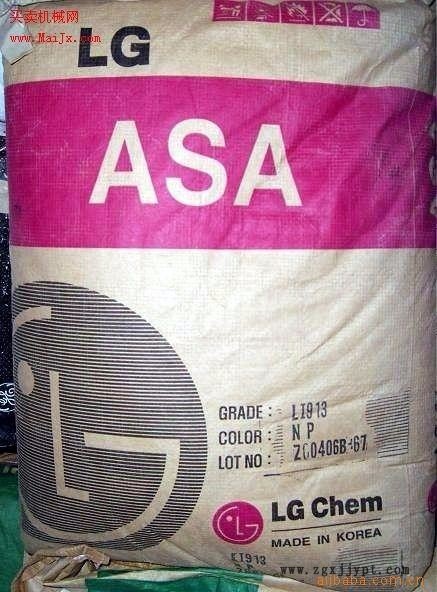 买卖机械网
www.MaiJx.com
LG
ASA
GRADE : LI913
COLOR : N P
LOT NO : Z00406B-67
LG Chem
MADE IN KOREA
LI913
www.zgxjjypt.com
alibaba.com.cn